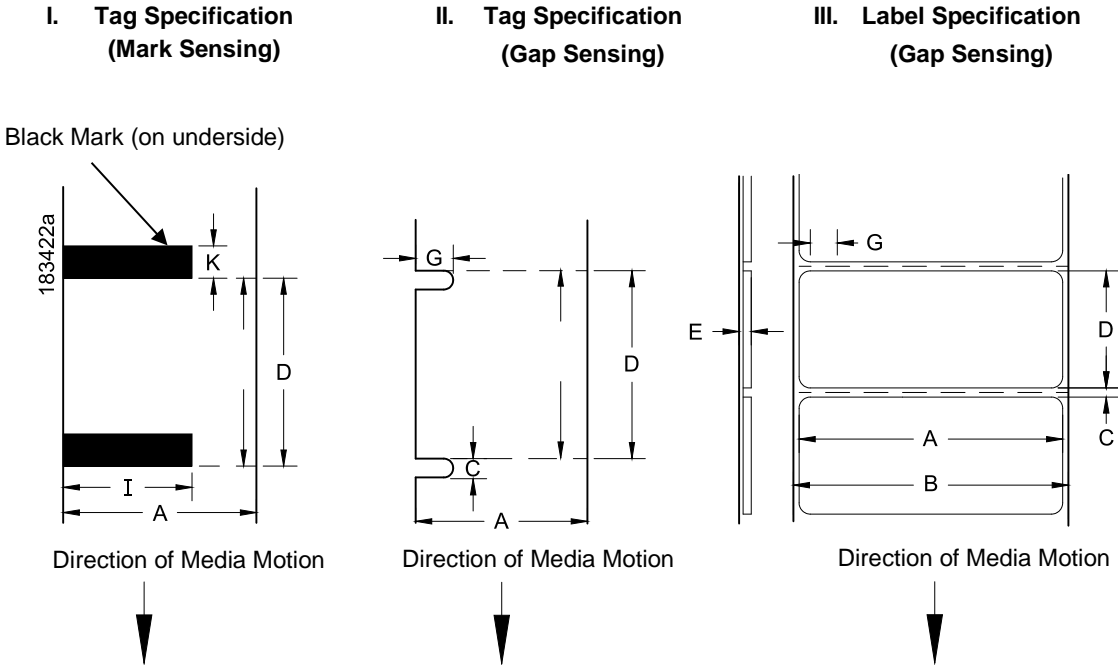 I. Tag Specification
(Mark Sensing)
II. Tag Specification
(Gap Sensing)
III. Label Specification
(Gap Sensing)
Black Mark (on underside)
183422a
K
D
I
A
Direction of Media Motion
G
D
C
A
Direction of Media Motion
G
E
D
C
A
B
Direction of Media Motion